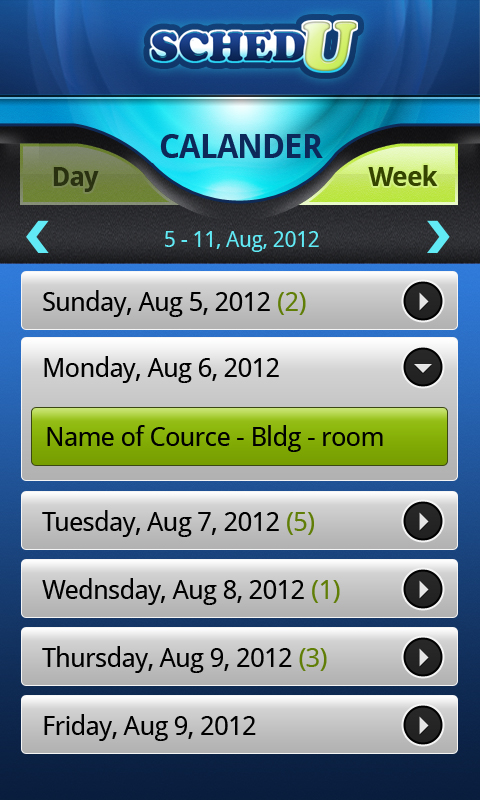 SCHEDU
CALANDER
Day
Week
5 - 11, Aug, 2012
Sunday, Aug 5, 2012 (2)
Monday, Aug 6, 2012
Name of Cource - Bldg - room
Tuesday, Aug 7, 2012 (5)
Wednsday, Aug 8, 2012 (1)
Thursday, Aug 9, 2012 (3)
Friday, Aug 9, 2012